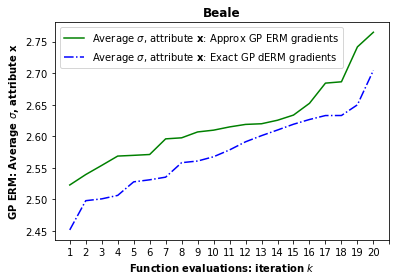 Beale
Average σ, attribute x: Approx GP ERM gradients
Average σ, attribute x: Exact GP dERM gradients
GP ERM: Average σ, attribute x
2.75
2.70
2.65
2.60
2.55
2.50
2.45
1 2 3 4 5 6 7 8 9 10 11 12 13 14 15 16 17 18 19 20
Function evaluations: iteration k